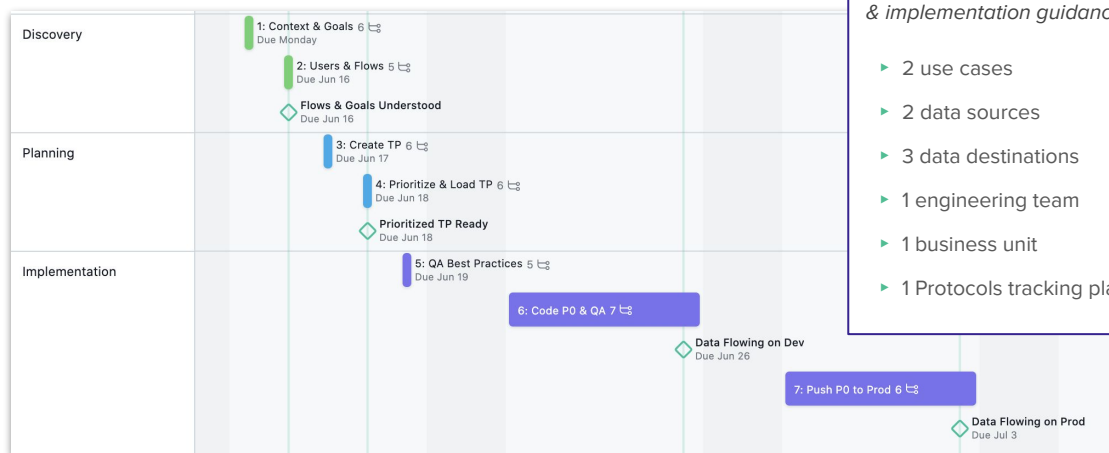 Discovery
1: Context & Goals 6
Due Monday
2: Users & Flows 5
Due Jun 16
Flows & Goals Understood
Due Jun 16
Planning
3: Create TP 6
Due Jun 17
4: Prioritize & Load TP 6
Due Jun 18
Prioritized TP Ready
Due Jun 18
Implementation
5: QA Best Practices 5
Due Jun 19
6: Code P0 & QA 7
Data Flowing on Dev
Due Jun 26
7: Push P0 to Prod 6
Data Flowing on Prod
Due Jul 3
& implementation
▸ 2 use cases
▸ 2 data sources
▸ 3 data destinations
▸ 1 engineering team
▸ 1 business unit
▸ 1 Protocols tracking